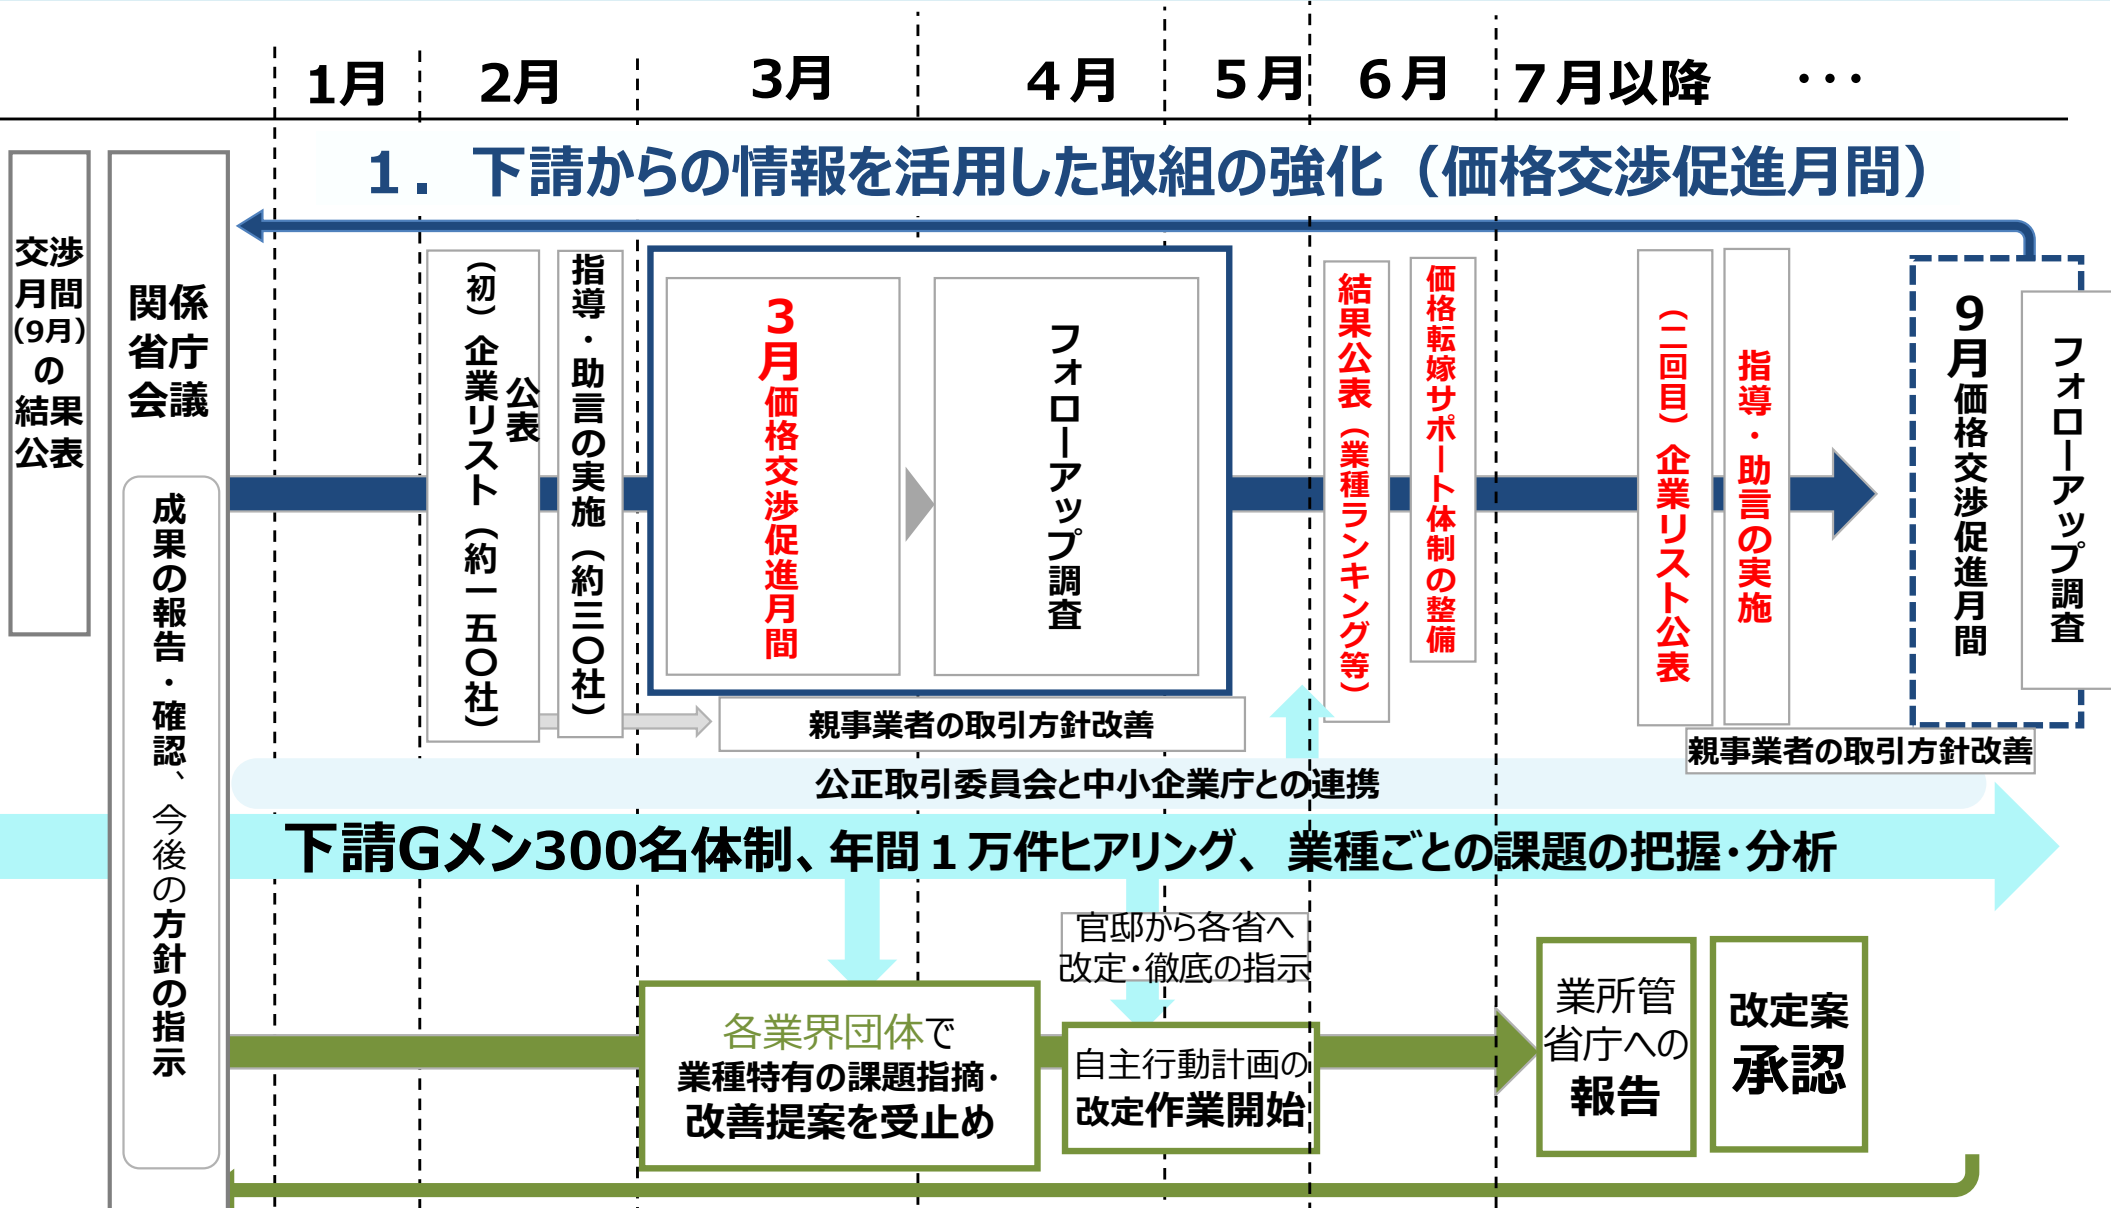 1月
2月
3月
４月
５月
６月
７月以降
･･･
１． 下請からの情報を活用した取組の強化（価格交渉促進月間）
交渉
月間
（9月）
の
結果
公表
関係
省庁
会議
成果の報告・確認、今後の方針の指示
（初）企業リスト（約一五〇社）
公表
指導・助言の実施（約三〇社）
３月価格交渉促進月間
フォローアップ調査
結果公表（業種ランキング等）
価格転嫁サポート体制の整備
（二回目）企業リスト公表
指導・助言の実施
９月価格交渉促進月間
フォローアップ調査
親事業者の取引方針改善
親事業者の取引方針改善
公正取引委員会と中小企業庁との連携
下請Gメン300名体制、年間１万件ヒアリング、業種ごとの課題の把握･分析
官邸から各省へ
改定･徹底の指示
各業界団体で
業種特有の課題指摘･
改善提案を受止め
自主行動計画の
改定作業開始
業所管
省庁への
報告
改定案
承認